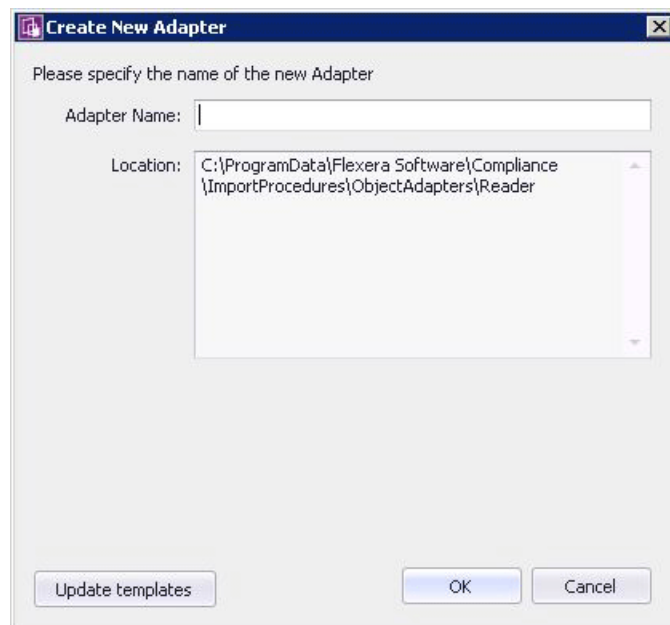 Create New Adapter
Please specify the name of the new Adapter
Adapter Name:
Location:
C:\ProgramData\Flexera Software\Compliance
\ImportProcedures\ObjectAdapters\Reader
Update templates
OK
Cancel